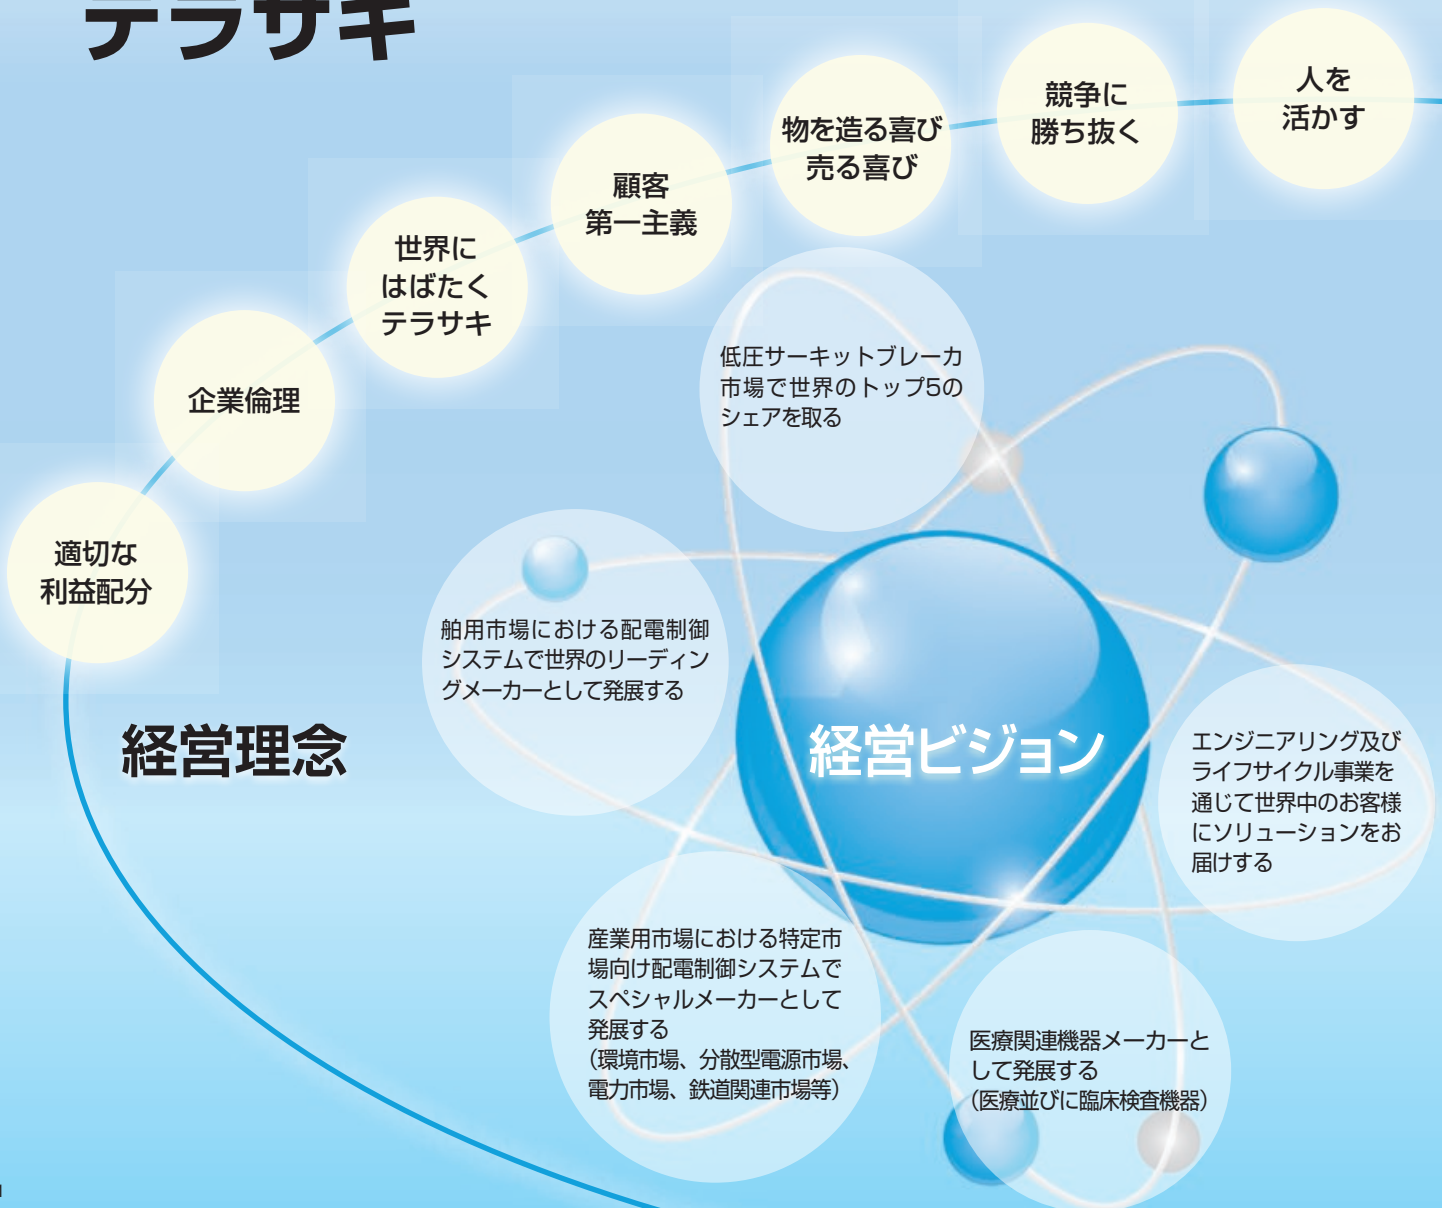 テラサキ
人を
活かす
競争に
勝ち抜く
物を造る喜び
売る喜び
顧客
第一主義
世界に
はばたく
テラサキ
企業倫理
適切な
利益配分
経営理念
経営ビジョン
低圧サーキットブレーカ
市場で世界のトップ5の
シェアを取る
舶用市場における配電制御
システムで世界のリーディン
グメーカーとして発展する
エンジニアリング及び
ライフサイクル事業を
通じて世界中のお客様
にソリューションをお
届けする
産業用市場における特定市
場向け配電制御システムで
スペシャルメーカーとして
発展する
(環境市場、分散型電源市場、
電力市場、鉄道関連市場等)
医療関連機器メーカーと
して発展する
(医療並びに臨床検査機器)